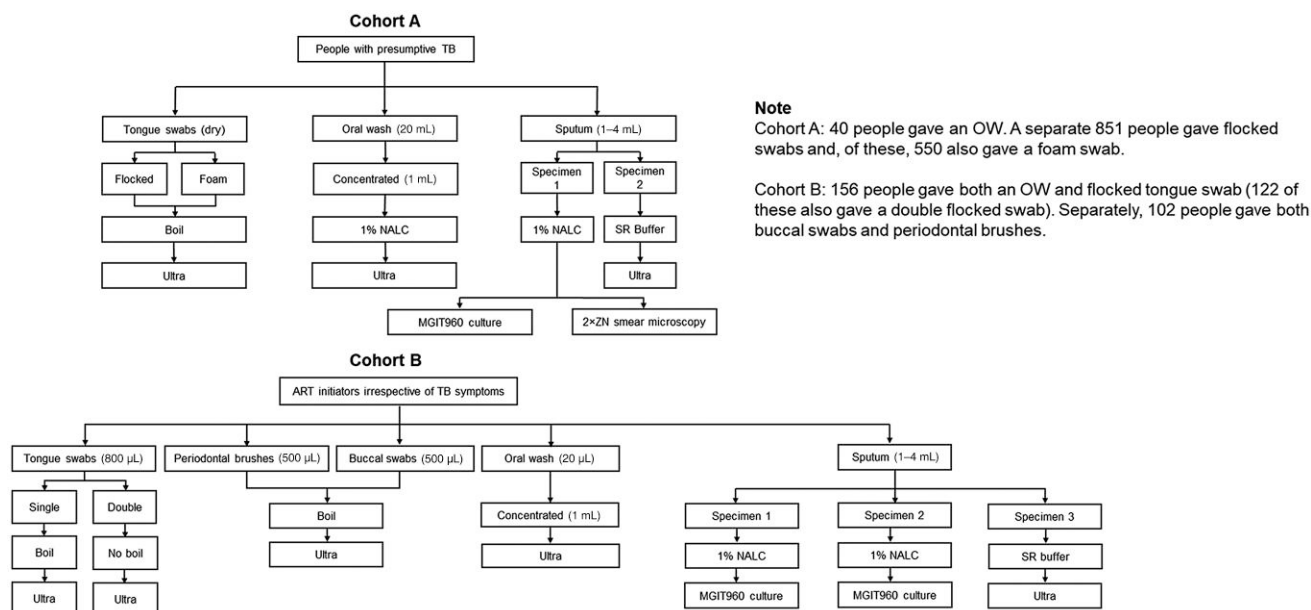 Cohort A
People with presumptive TB
Tongue swabs (dry)
Oral wash (20 mL)
Sputum (1–4 mL)
Flocked
Foam
Concentrated (1 mL)
Specimen
1
Specimen
2
Boil
1% NALC
1% NALC
SR Buffer
Ultra
Ultra
Ultra
MGIT960 culture
2×ZN smear microscopy
Note
Cohort A: 40 people gave an OW. A separate 851 people gave flocked
swabs and, of these, 550 also gave a foam swab.
Cohort B: 156 people gave both an OW and flocked tongue swab (122 of
these also gave a double flocked swab). Separately, 102 people gave both
buccal swabs and periodontal brushes.
Cohort B
ART initiators irrespective of TB symptoms
Tongue swabs (800 µL)
Periodontal brushes (500 µL)
Buccal swabs (500 µL)
Oral wash (20 µL)
Sputum (1–4 mL)
Single
Double
Boil
Concentrated (1 mL)
Specimen 1
Specimen 2
Specimen 3
Boil
No boil
Ultra
Ultra
1% NALC
1% NALC
SR buffer
Ultra
Ultra
MGIT960 culture
MGIT960 culture
Ultra